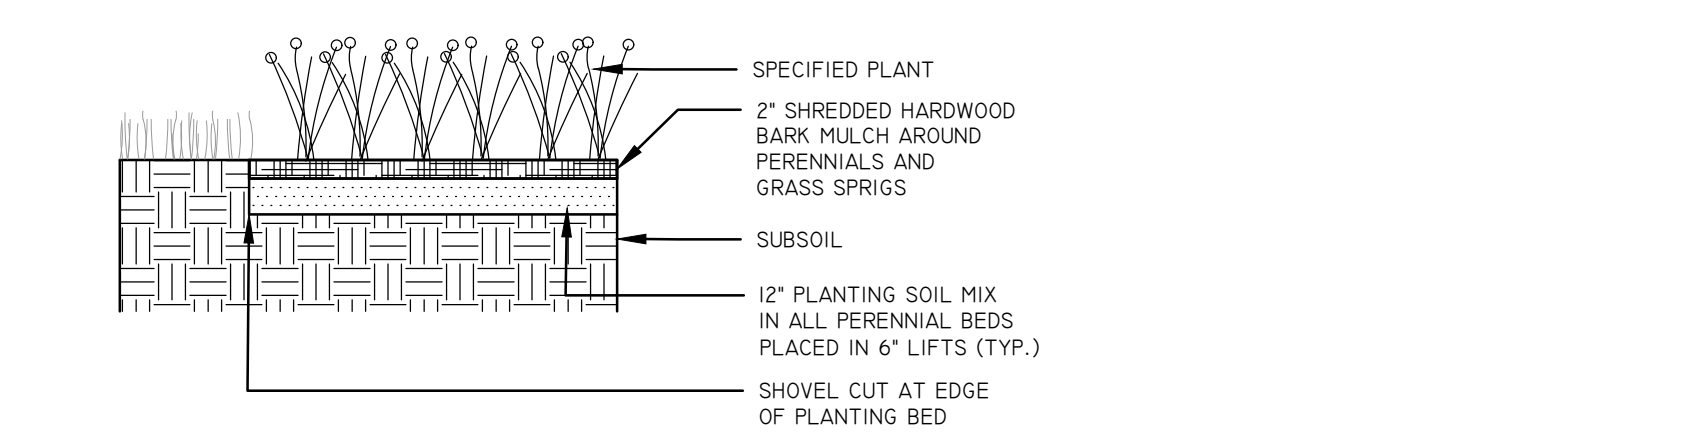 SPECIFIED PLANT
2" SHREDDED HARDWOOD
BARK MULCH AROUND
PERENNIALS AND
GRASS SPRIGS
SUBSOIL
12" PLANTING SOIL MIX
IN ALL PERENNIAL BEDS
PLACED IN 6" LIFTS (TYP.)
SHOVEL CUT AT EDGE
OF PLANTING BED